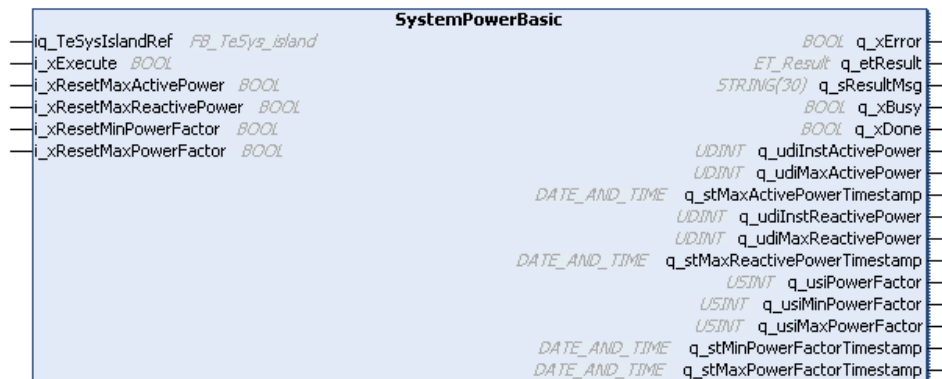 SystemPowerBasic
iq_TeSysIslandRef FB_TeSys_island BOOL q_xError
i_xExecute BOOL ET_Result q_etResult
i_xResetMaxActivePower BOOL STRING(30) q_sResultMsg
i_xResetMaxReactivePower BOOL BOOL q_xBusy
i_xResetMinPowerFactor BOOL BOOL q_xDone
i_xResetMaxPowerFactor BOOL UDINT q_udiInstActivePower
UDINT q_udiMaxActivePower
DATE_AND_TIME q_stMaxActivePowerTimestamp
UDINT q_udiInstReactivePower
UDINT q_udiMaxReactivePower
DATE_AND_TIME q_stMaxReactivePowerTimestamp
USINT q_usiPowerFactor
USINT q_usiMinPowerFactor
USINT q_usiMaxPowerFactor
DATE_AND_TIME q_stMinPowerFactorTimestamp
DATE_AND_TIME q_stMaxPowerFactorTimestamp